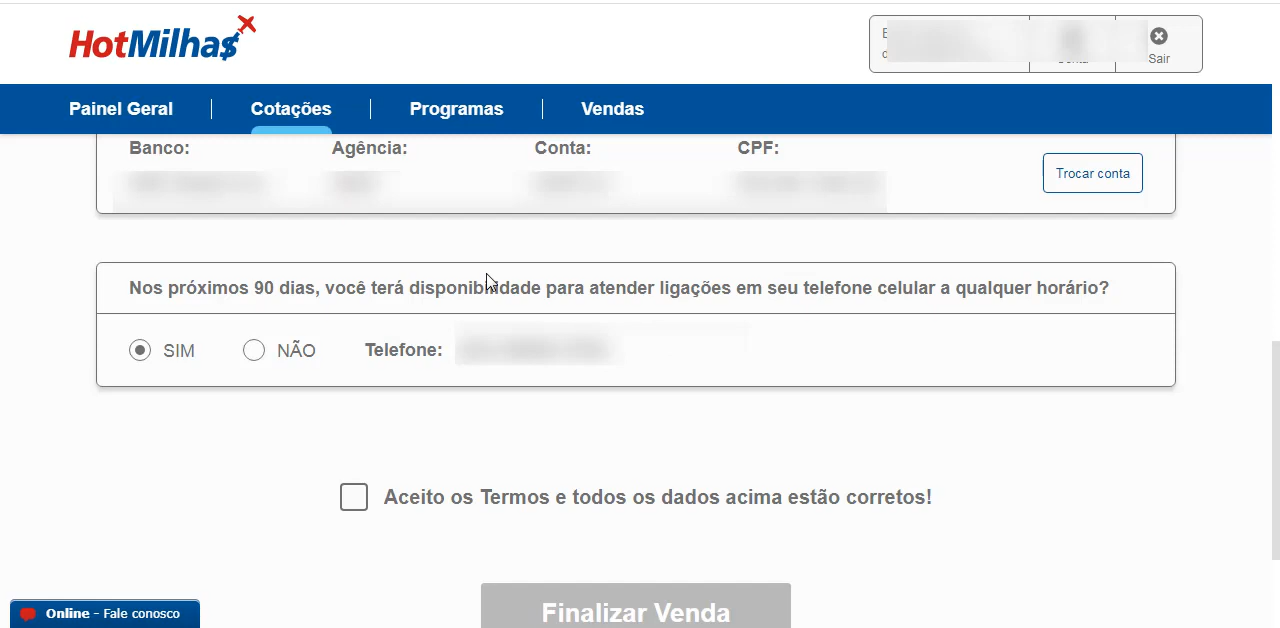 HotMilhas
Sair
Painel Geral Cotações Programas Vendas
Banco: Agência: Conta: CPF:
Trocar conta
Nos próximos 90 dias, você terá disponibilidade para atender ligações em seu telefone celular a qualquer horário?
SIM NÃO Telefone:
Aceito os Termos e todos os dados acima estão corretos!
Finalizar Venda
Online - Fale conosco